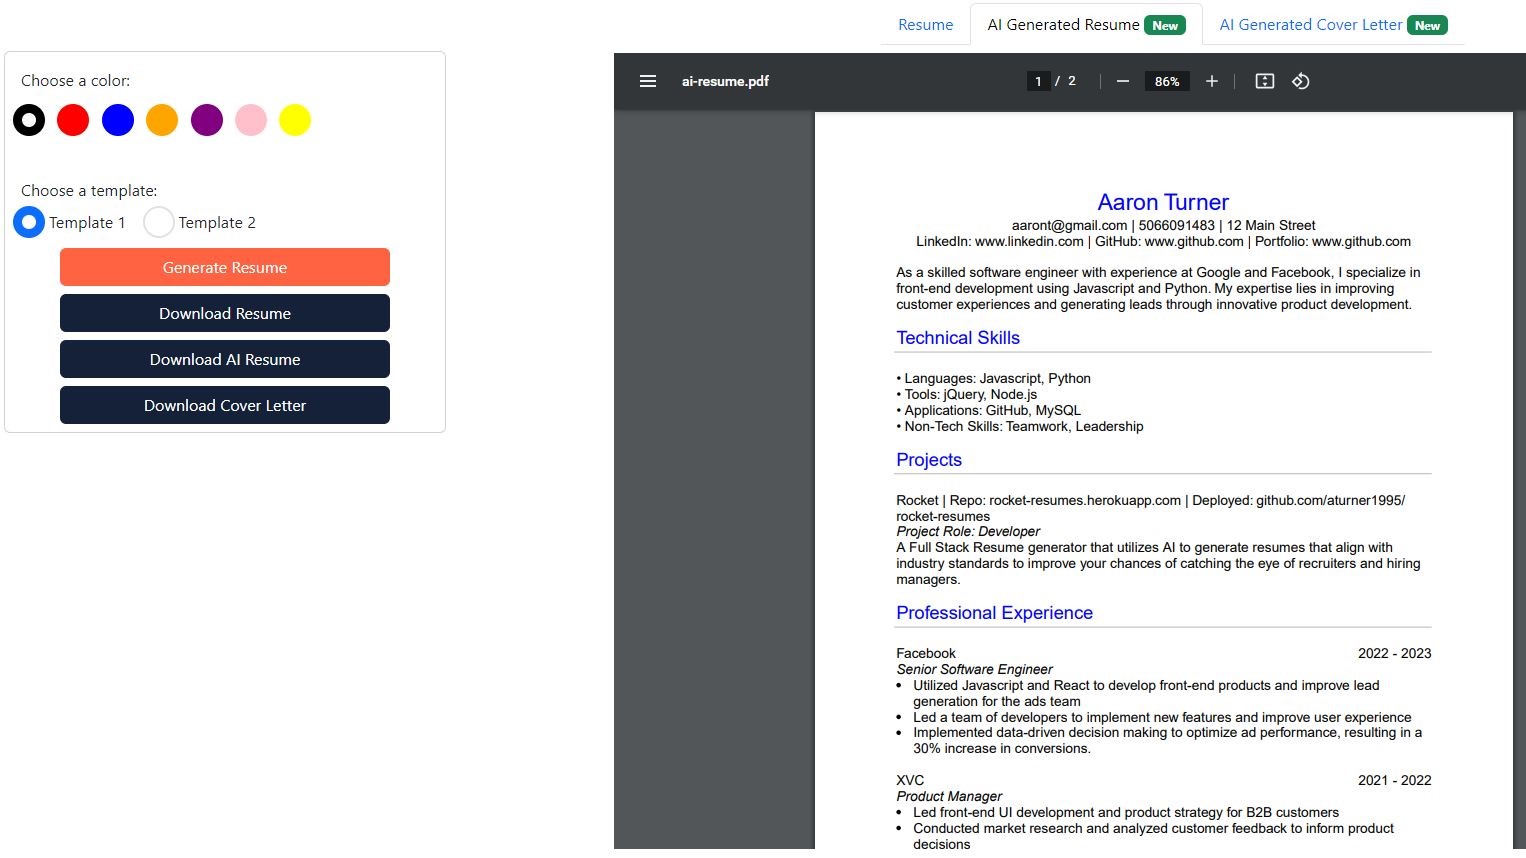 Resume
AI Generated Resume New
AI Generated Cover Letter New
Choose a color:
Choose a template:
Template 1
Template 2
Generate Resume
Download Resume
Download AI Resume
Download Cover Letter
ai-resume.pdf
1 / 2
86%
Aaron Turner
aaront@gmail.com | 5066091483 | 12 Main Street
LinkedIn: www.linkedin.com | GitHub: www.github.com | Portfolio: www.github.com
As a skilled software engineer with experience at Google and Facebook, I specialize in
front-end development using Javascript and Python. My expertise lies in improving
customer experiences and generating leads through innovative product development.
Technical Skills
• Languages: Javascript, Python
• Tools: jQuery, Node.js
• Applications: GitHub, MySQL
• Non-Tech Skills: Teamwork, Leadership
Projects
Rocket | Repo: rocket-resumes.herokuapp.com | Deployed: github.com/aturner1995/
rocket-resumes
Project Role: Developer
A Full Stack Resume generator that utilizes AI to generate resumes that align with
industry standards to improve your chances of catching the eye of recruiters and hiring
managers.
Professional Experience
Facebook 2022 - 2023
Senior Software Engineer
• Utilized Javascript and React to develop front-end products and improve lead
generation for the ads team
• Led a team of developers to implement new features and improve user experience
• Implemented data-driven decision making to optimize ad performance, resulting in a
30% increase in conversions.
XVC 2021 - 2022
Product Manager
• Led front-end UI development and product strategy for B2B customers
• Conducted market research and analyzed customer feedback to inform product
decisions